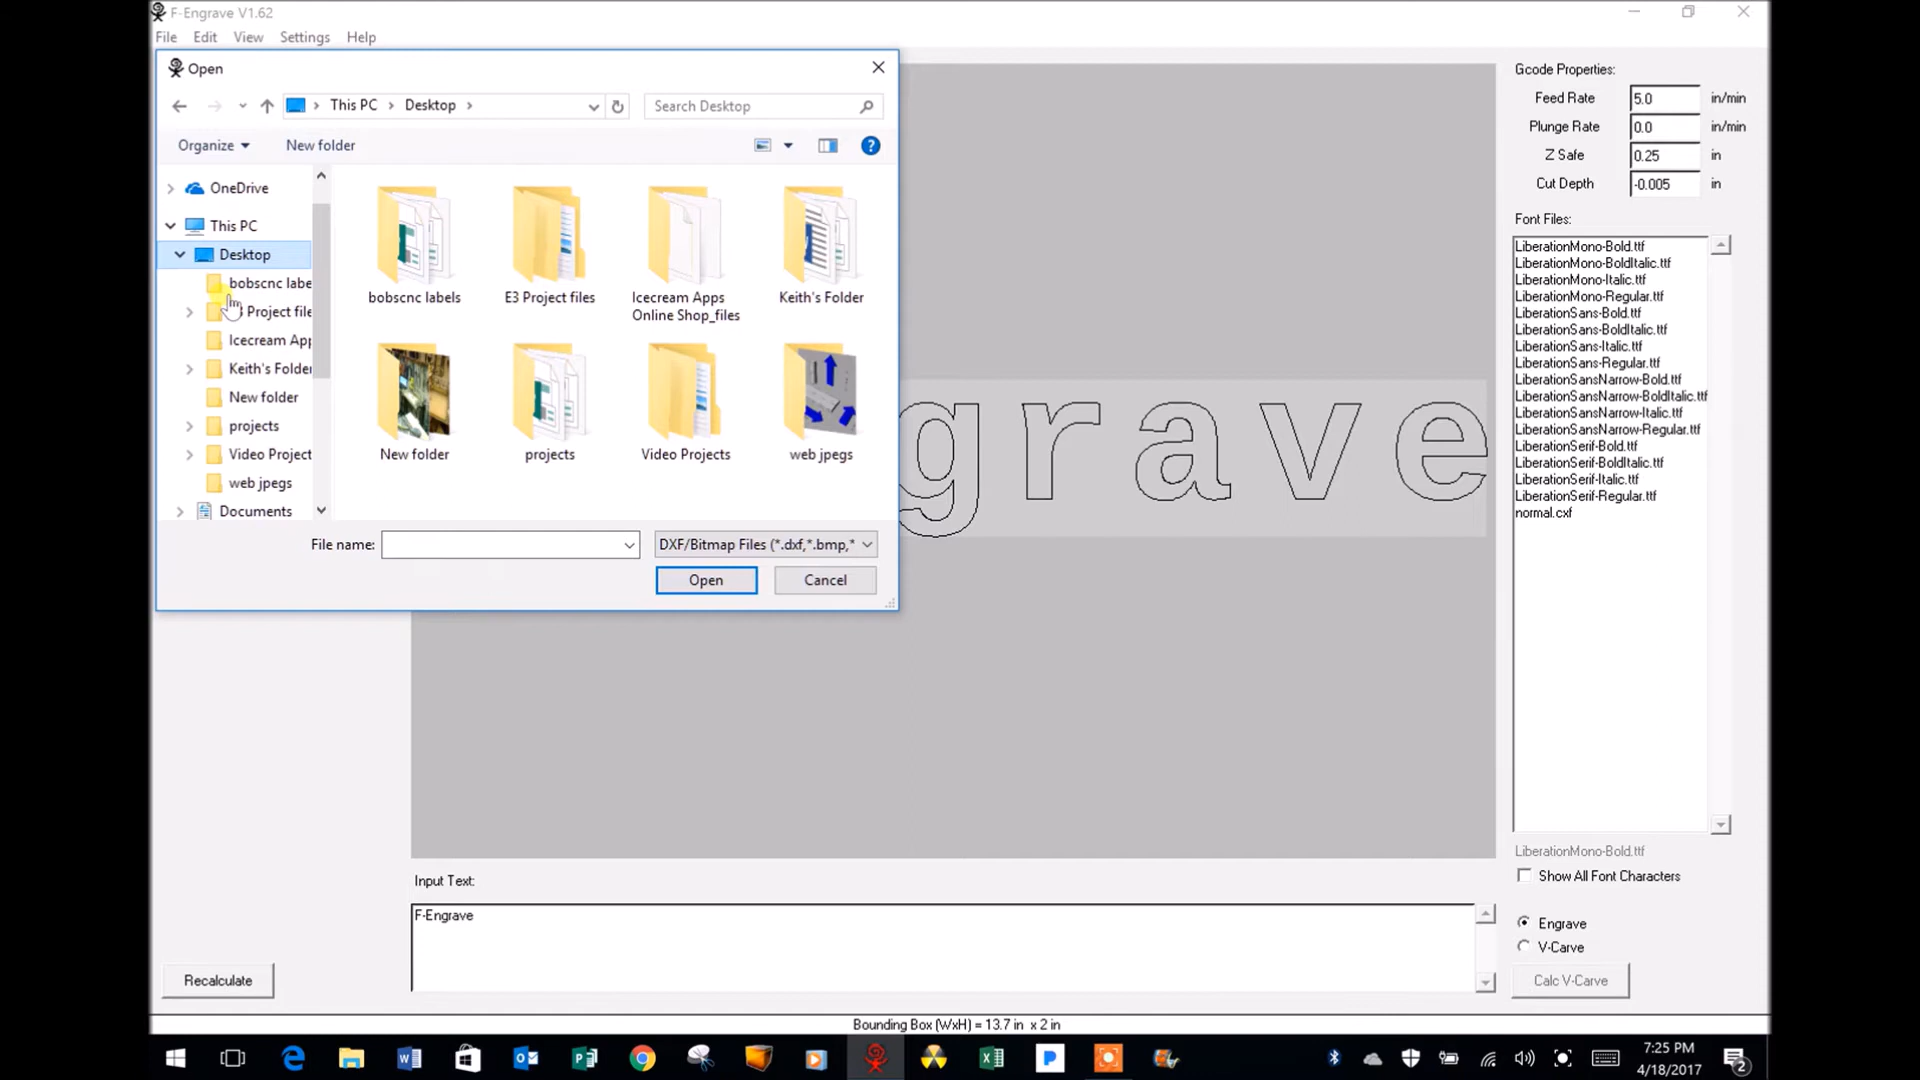 F-Engrave V1.62
File Edit View Settings Help
Open
This PC Desktop
Search Desktop
Organize New folder
OneDrive
This PC
Desktop
bobscnc labe
Project file
Icecream App
Keith's Folde
New folder
projects
Video Project
web jpegs
Documents
bobscnc labels
E3 Project files
Icecream Apps
Online Shop_files
Keith's Folder
New folder
projects
Video Projects
web jpegs
File name:
DXF/Bitmap Files (*.dxf,*.bmp,*
Open
Cancel
grave
Gcode Properties:
Feed Rate 5.0 in/min
Plunge Rate 0.0 in/min
Z Safe 0.25 in
Cut Depth -0.005 in
Font Files:
LiberationMono-Bold.ttf
LiberationMono-BoldItalic.ttf
LiberationMono-Italic.ttf
LiberationMono-Regular.ttf
LiberationSans-Bold.ttf
LiberationSans-BoldItalic.ttf
LiberationSans-Italic.ttf
LiberationSans-Regular.ttf
LiberationSansNarrow-Bold.ttf
LiberationSansNarrow-BoldItalic.ttf
LiberationSansNarrow-Italic.ttf
LiberationSansNarrow-Regular.ttf
LiberationSerif-Bold.ttf
LiberationSerif-BoldItalic.ttf
LiberationSerif-Italic.ttf
LiberationSerif-Regular.ttf
normal.cxf
LiberationMono-Bold.ttf
Show All Font Characters
Engrave
V-Carve
Calc V-Carve
Input Text:
F-Engrave
Recalculate
Bounding Box (WxH) = 13.7 in x 2 in
7:25 PM
4/18/2017
2